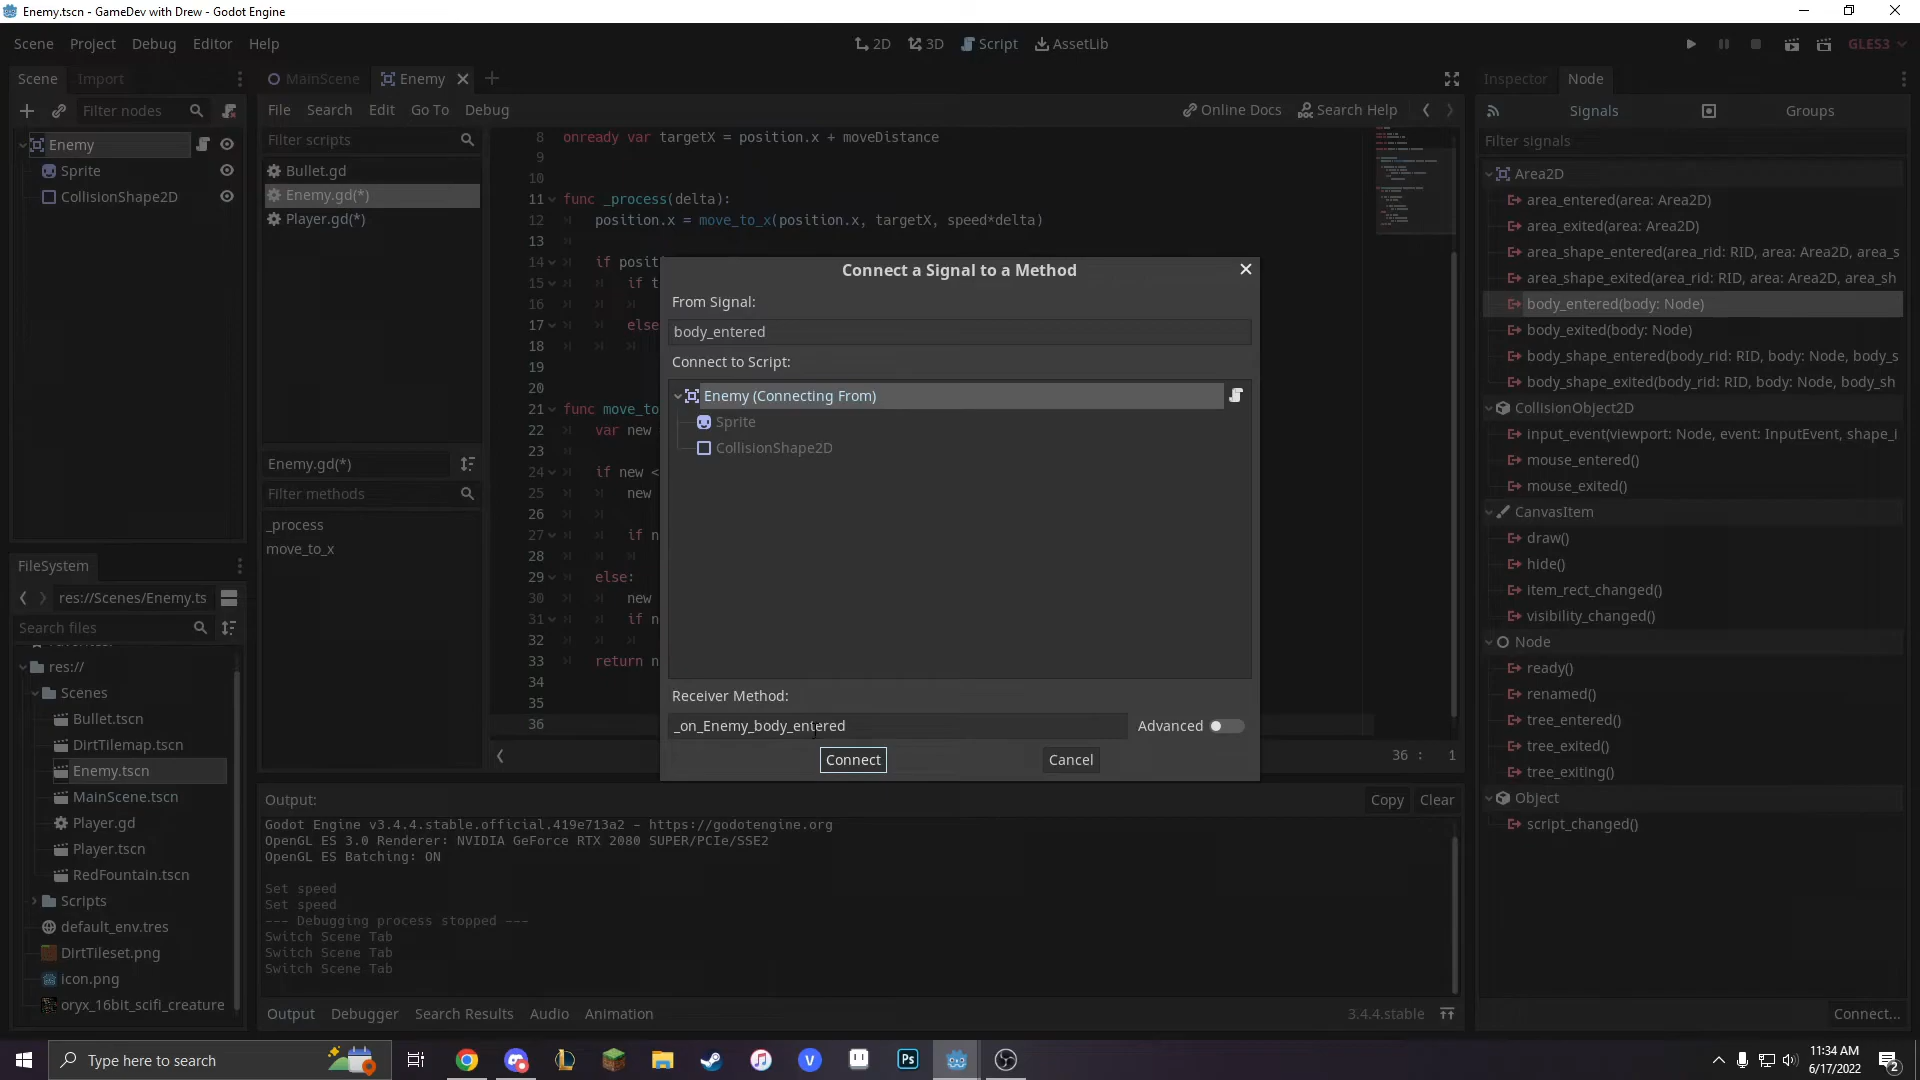 Enemy.tscn - GameDev with Drew - Godot Engine
Scene Project Debug Editor Help
2D 3D Script AssetLib
GLES3
Scene Import
Filter nodes
Enemy
Sprite
CollisionShape2D
MainScene Enemy
File Search Edit Go To Debug
Online Docs Search Help
Filter scripts
Bullet.gd
Enemy.gd(*)
Player.gd(*)
Enemy.gd(*)
Filter methods
_process
move_to_x
8 onready var targetX = position.x + moveDistance
9
10
11 func _process(delta):
12 position.x = move_to_x(position.x, targetX, speed*delta)
13
14 if posit
15 if t
16
17 else
18
19
20
21 func move_to
22 var new
23
24 if new <
25 new
26
27 if n
28
29 else:
30 new
31 if n
32
33 return n
34
35
36
36 : 1
Connect a Signal to a Method
From Signal:
body_entered
Connect to Script:
Enemy (Connecting From)
Sprite
CollisionShape2D
Receiver Method:
_on_Enemy_body_entered
Advanced
Connect Cancel
Inspector Node
Signals Groups
Filter signals
Area2D
area_entered(area: Area2D)
area_exited(area: Area2D)
area_shape_entered(area_rid: RID, area: Area2D, area_s
area_shape_exited(area_rid: RID, area: Area2D, area_sh
body_entered(body: Node)
body_exited(body: Node)
body_shape_entered(body_rid: RID, body: Node, body_s
body_shape_exited(body_rid: RID, body: Node, body_sh
CollisionObject2D
input_event(viewport: Node, event: InputEvent, shape_i
mouse_entered()
mouse_exited()
CanvasItem
draw()
hide()
item_rect_changed()
visibility_changed()
Node
ready()
renamed()
tree_entered()
tree_exited()
tree_exiting()
Object
script_changed()
Connect...
FileSystem
res://Scenes/Enemy.ts
Search files
res://
Scenes
Bullet.tscn
DirtTilemap.tscn
Enemy.tscn
MainScene.tscn
Player.gd
Player.tscn
RedFountain.tscn
Scripts
default_env.tres
DirtTileset.png
icon.png
oryx_16bit_scifi_creature
Output:
Copy Clear
Godot Engine v3.4.4.stable.official.419e713a2 - https://godotengine.org
OpenGL ES 3.0 Renderer: NVIDIA GeForce RTX 2080 SUPER/PCIe/SSE2
OpenGL ES Batching: ON
Set speed
Set speed
--- Debugging process stopped ---
Switch Scene Tab
Switch Scene Tab
Switch Scene Tab
Output Debugger Search Results Audio Animation
3.4.4.stable
Type here to search
Ps
11:34 AM
6/17/2022
2